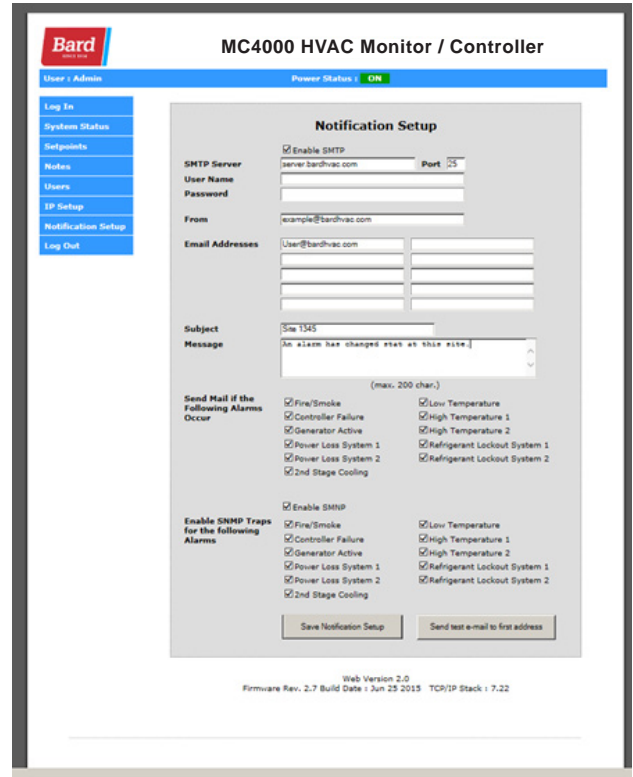 Bard
MC4000 HVAC Monitor / Controller
User : Admin
Power Status : ON
Log In
System Status
Setpoints
Notes
Users
IP Setup
Notification Setup
Log Out
Notification Setup
Enable SMTP
SMTP Server server.bardhvac.com Port 25
User Name
Password
From example@bardhvac.com
Email Addresses User@bardhvac.com
Subject Site 1345
Message An alarm has changed stat at this site.
(max. 200 char.)
Send Mail if the
Following Alarms
Occur
Fire/Smoke Low Temperature
Controller Failure High Temperature 1
Generator Active High Temperature 2
Power Loss System 1 Refrigerant Lockout System 1
Power Loss System 2 Refrigerant Lockout System 2
2nd Stage Cooling
Enable SMNP
Enable SNMP Traps
for the following
Alarms
Fire/Smoke Low Temperature
Controller Failure High Temperature 1
Generator Active High Temperature 2
Power Loss System 1 Refrigerant Lockout System 1
Power Loss System 2 Refrigerant Lockout System 2
2nd Stage Cooling
Save Notification Setup Send test e-mail to first address
Web Version 2.0
Firmware Rev. 2.7 Build Date : Jun 25 2015 TCP/IP Stack : 7.22